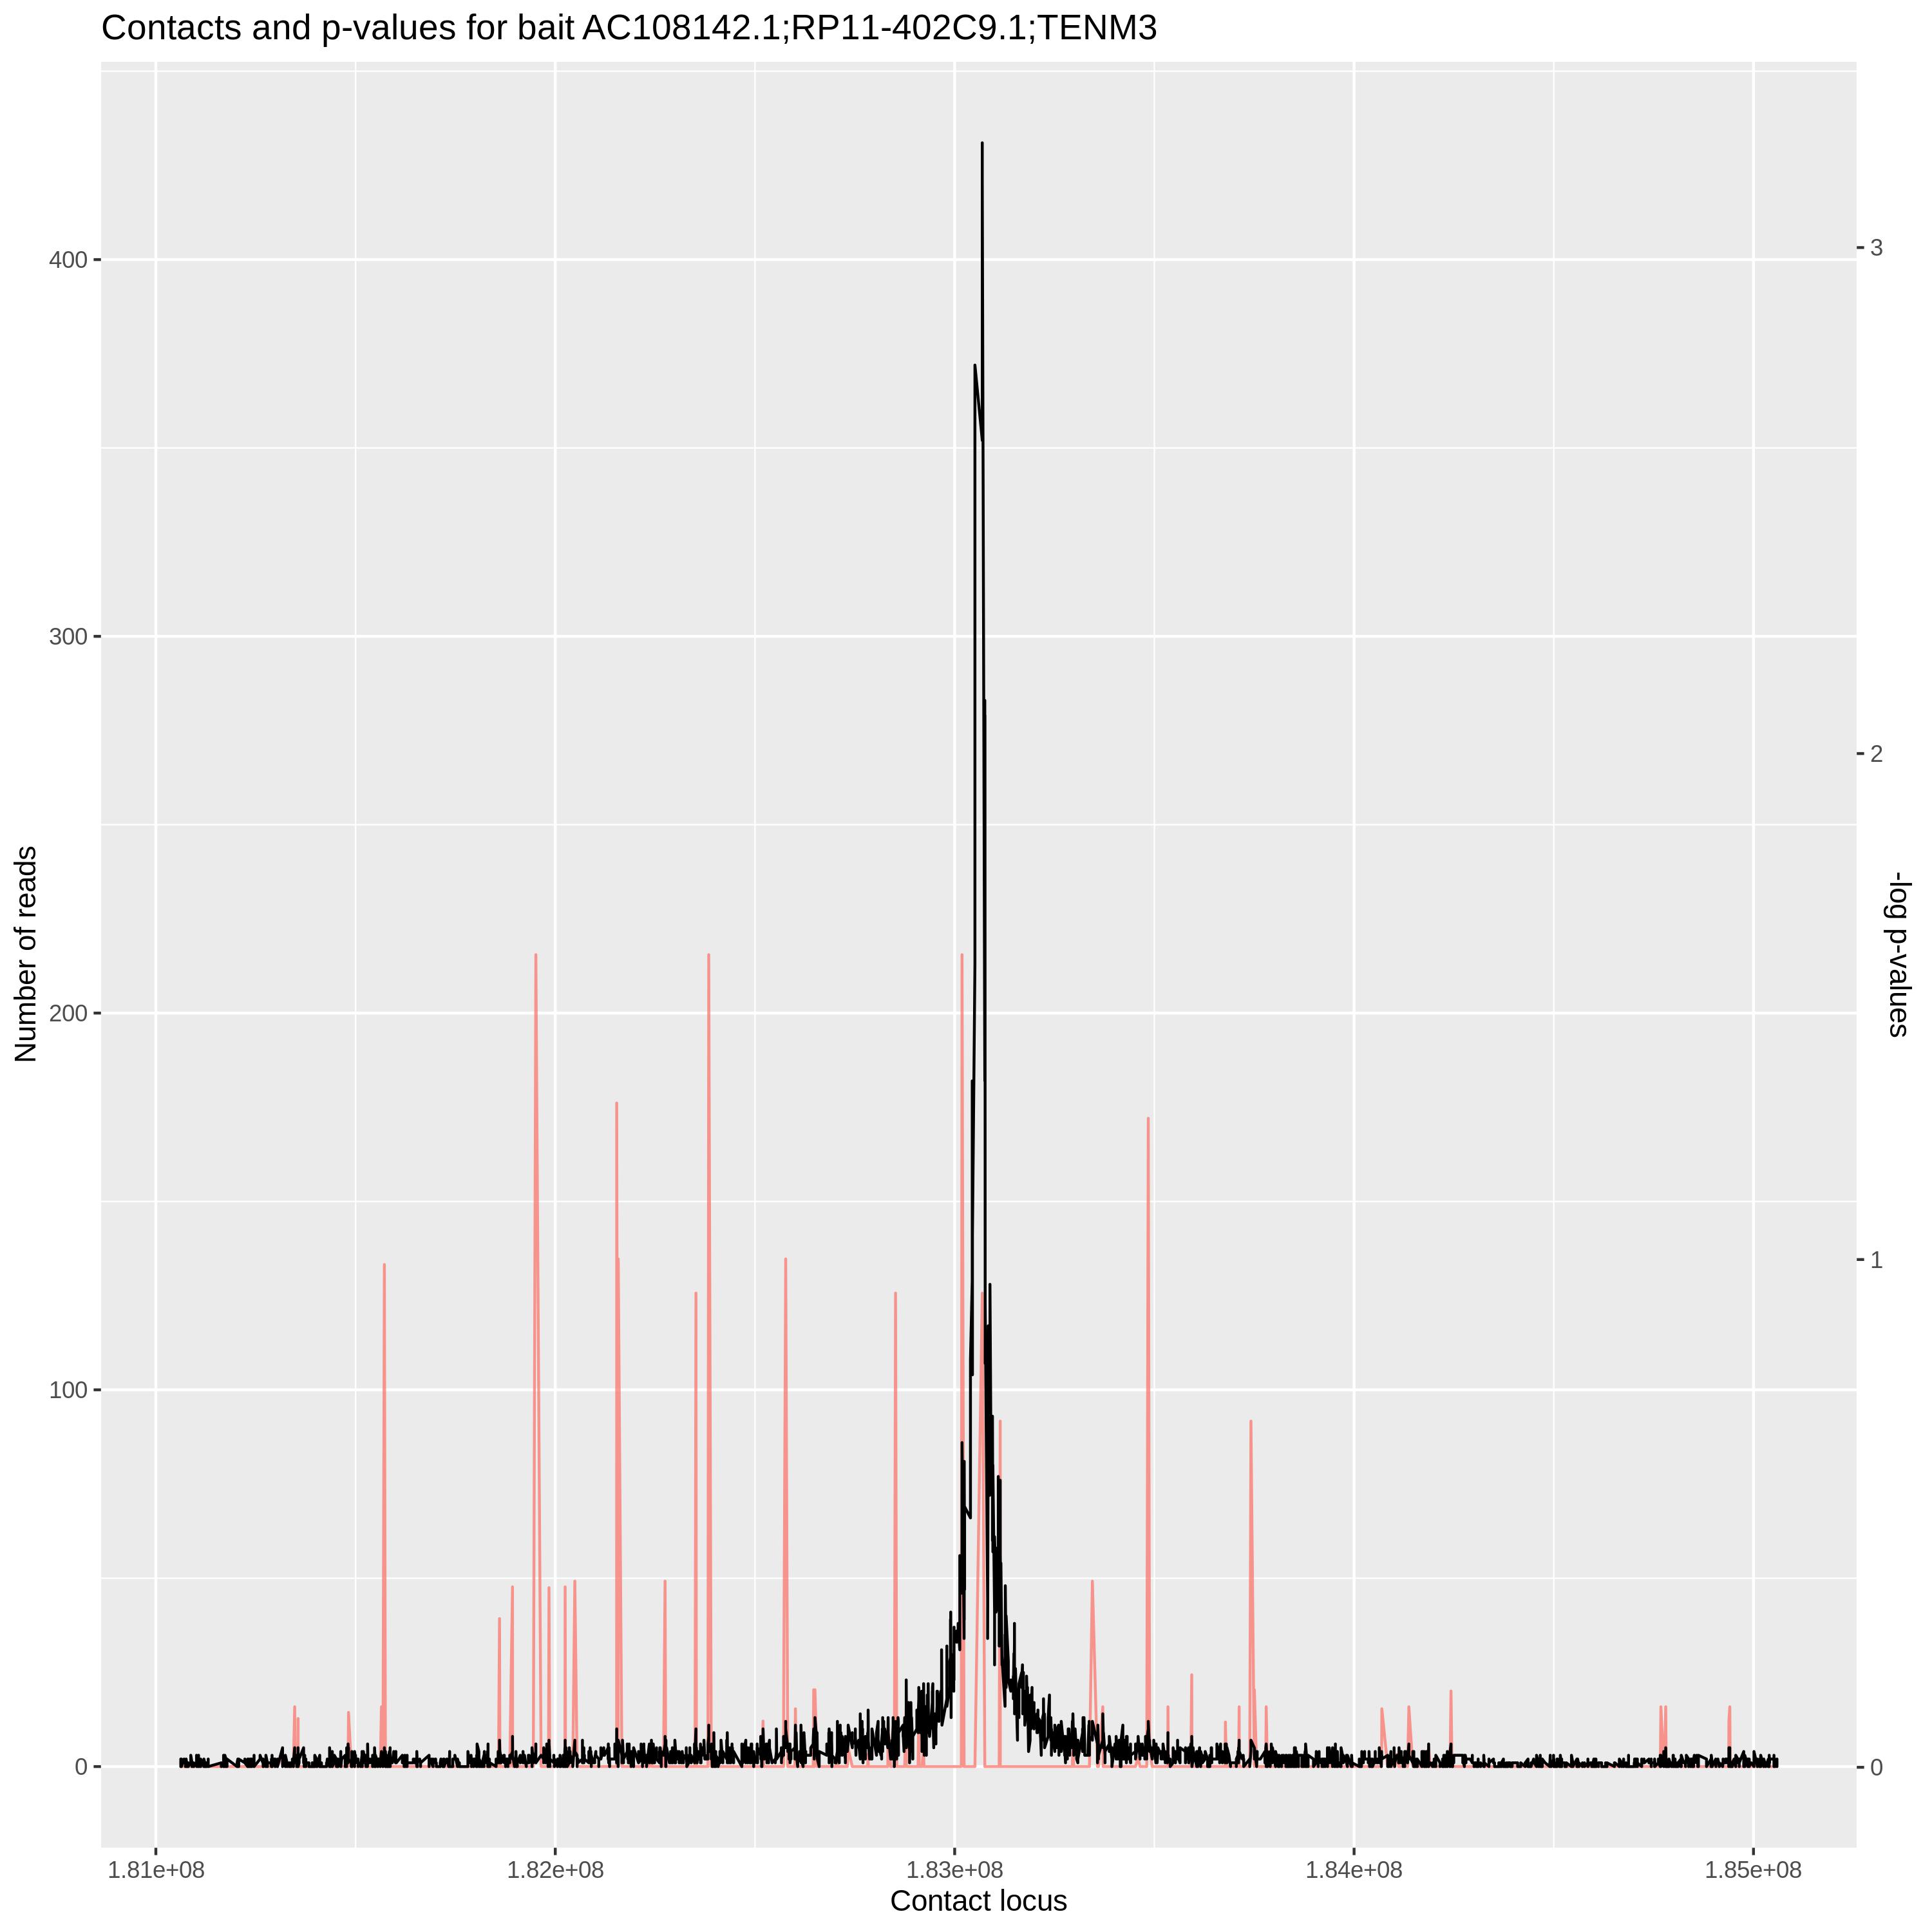 Contacts and p-values for bait AC108142.1;RP11-402C9.1;TENM3
400
300
200
100
0
Number of reads
3
2
1
0
-log p-values
1.81e+08 1.82e+08 1.83e+08 1.84e+08 1.85e+08
Contact locus